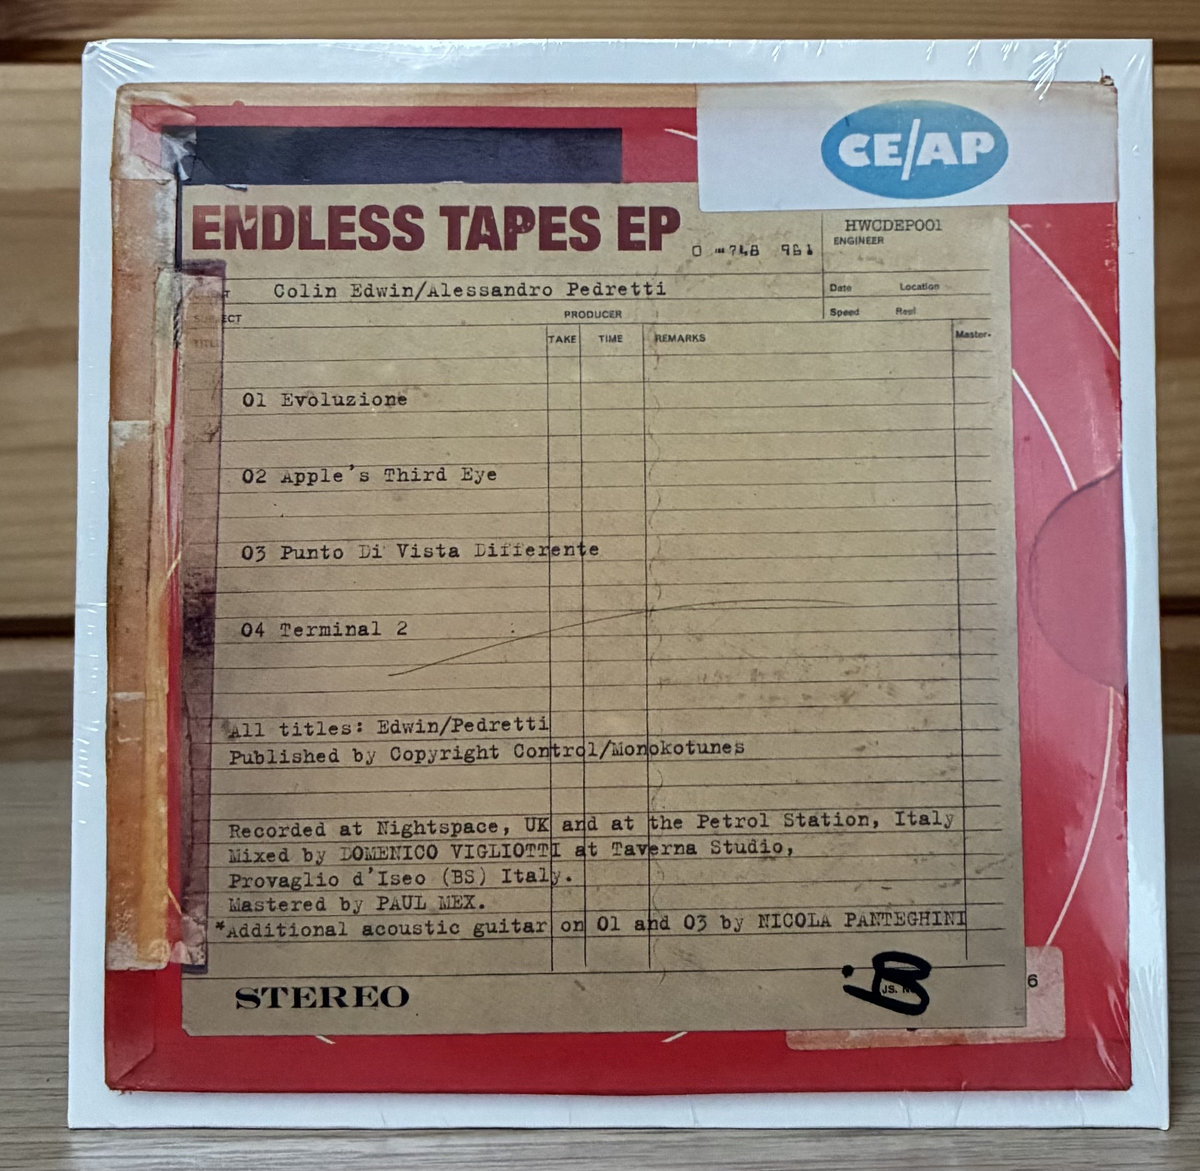 CE/AP
ENDLESS TAPES EP
HWCDEP001
ENGINEER
Colin Edwin/Alessandro Pedretti
Date Location
PRODUCER
Speed Reel
TAKE TIME REMARKS Master.
01 Evoluzione
02 Apple's Third Eye
03 Punto Di Vista Differente
04 Terminal 2
All titles: Edwin/Pedretti
Published by Copyright Control/Monokotunes
Recorded at Nightspace, UK and at the Petrol Station, Italy
Mixed by DOMENICO VIGLIOTTI at Taverna Studio,
Provaglio d'Iseo (BS) Italy.
Mastered by PAUL MEX.
*Additional acoustic guitar on 01 and 03 by NICOLA PANTEGHINI
STEREO
6